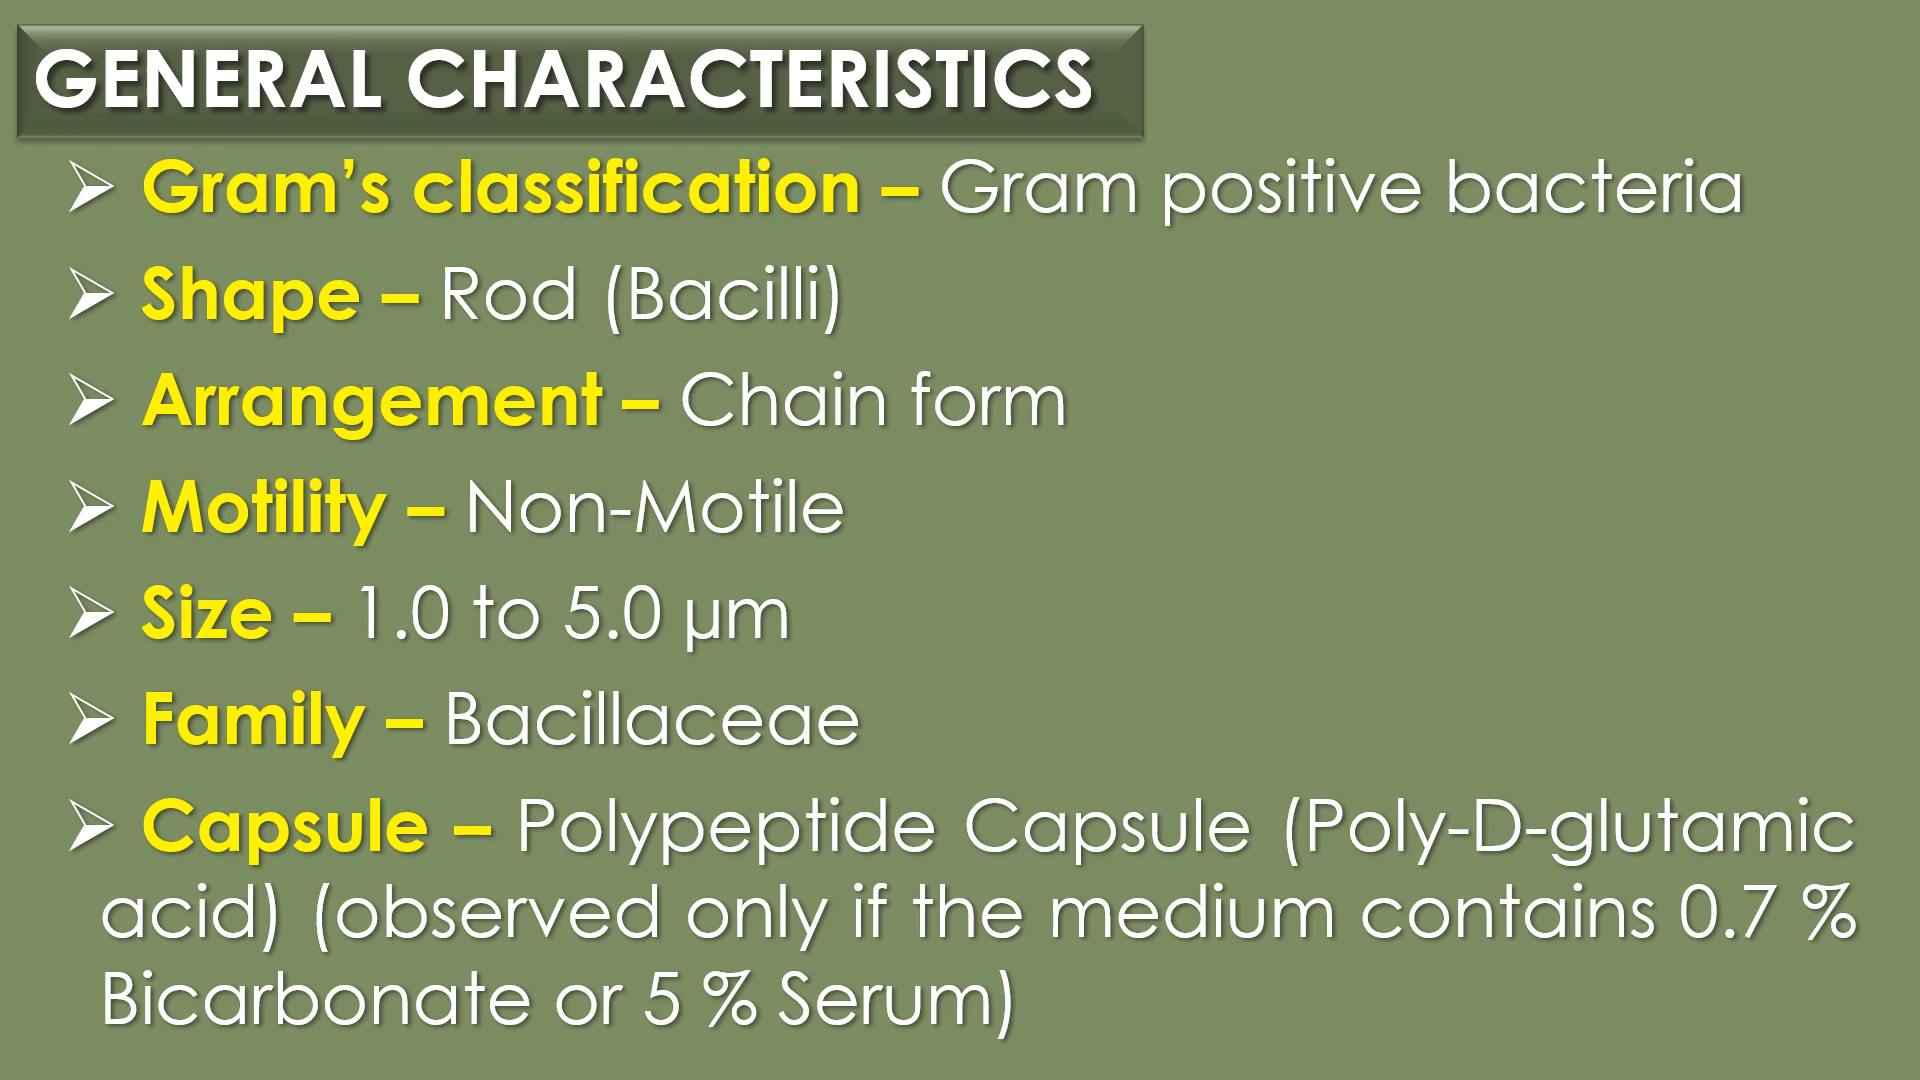 GENERAL CHARACTERISTICS
➢ Gram’s classification – Gram positive bacteria
➢ Shape – Rod (Bacilli)
➢ Arrangement – Chain form
➢ Motility – Non-Motile
➢ Size – 1.0 to 5.0 µm
➢ Family – Bacillaceae
➢ Capsule – Polypeptide Capsule (Poly-D-glutamic
acid) (observed only if the medium contains 0.7 %
Bicarbonate or 5 % Serum)